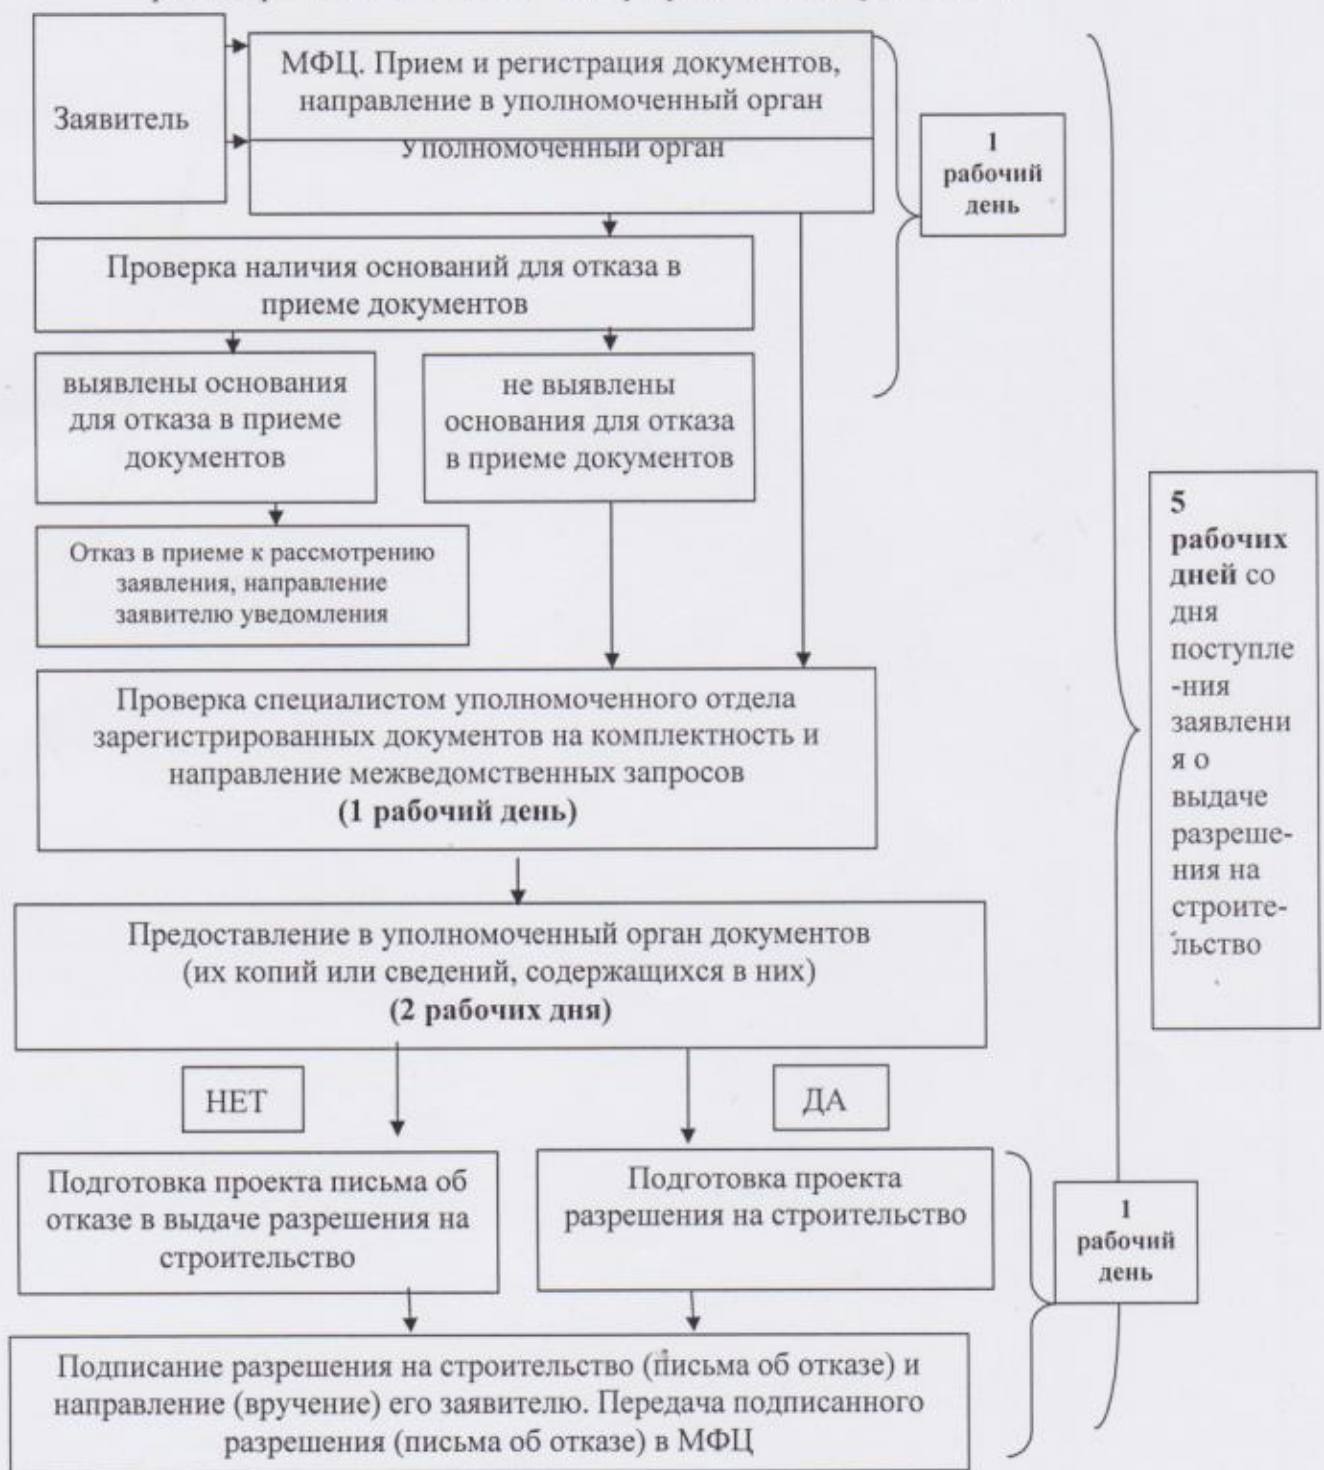 Заявитель
МФЦ. Прием и регистрация документов,
направление в уполномоченный орган
Уполномоченный орган
1
рабочий
день
Проверка наличия оснований для отказа в
приеме документов
выявлены основания
для отказа в приеме
документов
не выявлены
основания для отказа
в приеме документов
Отказ в приеме к рассмотрению
заявления, направление
заявителю уведомления
5
рабочих
дней со
дня
поступле
-ния
заявлени
я о
выдаче
разреше-
ния на
строите-
льство
Проверка специалистом уполномоченного отдела
зарегистрированных документов на комплектность и
направление межведомственных запросов
(1 рабочий день)
Предоставление в уполномоченный орган документов
(их копий или сведений, содержащихся в них)
(2 рабочих дня)
НЕТ
ДА
Подготовка проекта письма об
отказе в выдаче разрешения на
строительство
Подготовка проекта
разрешения на строительство
1
рабочий
день
Подписание разрешения на строительство (письма об отказе) и
направление (вручение) его заявителю. Передача подписанного
разрешения (письма об отказе) в МФЦ